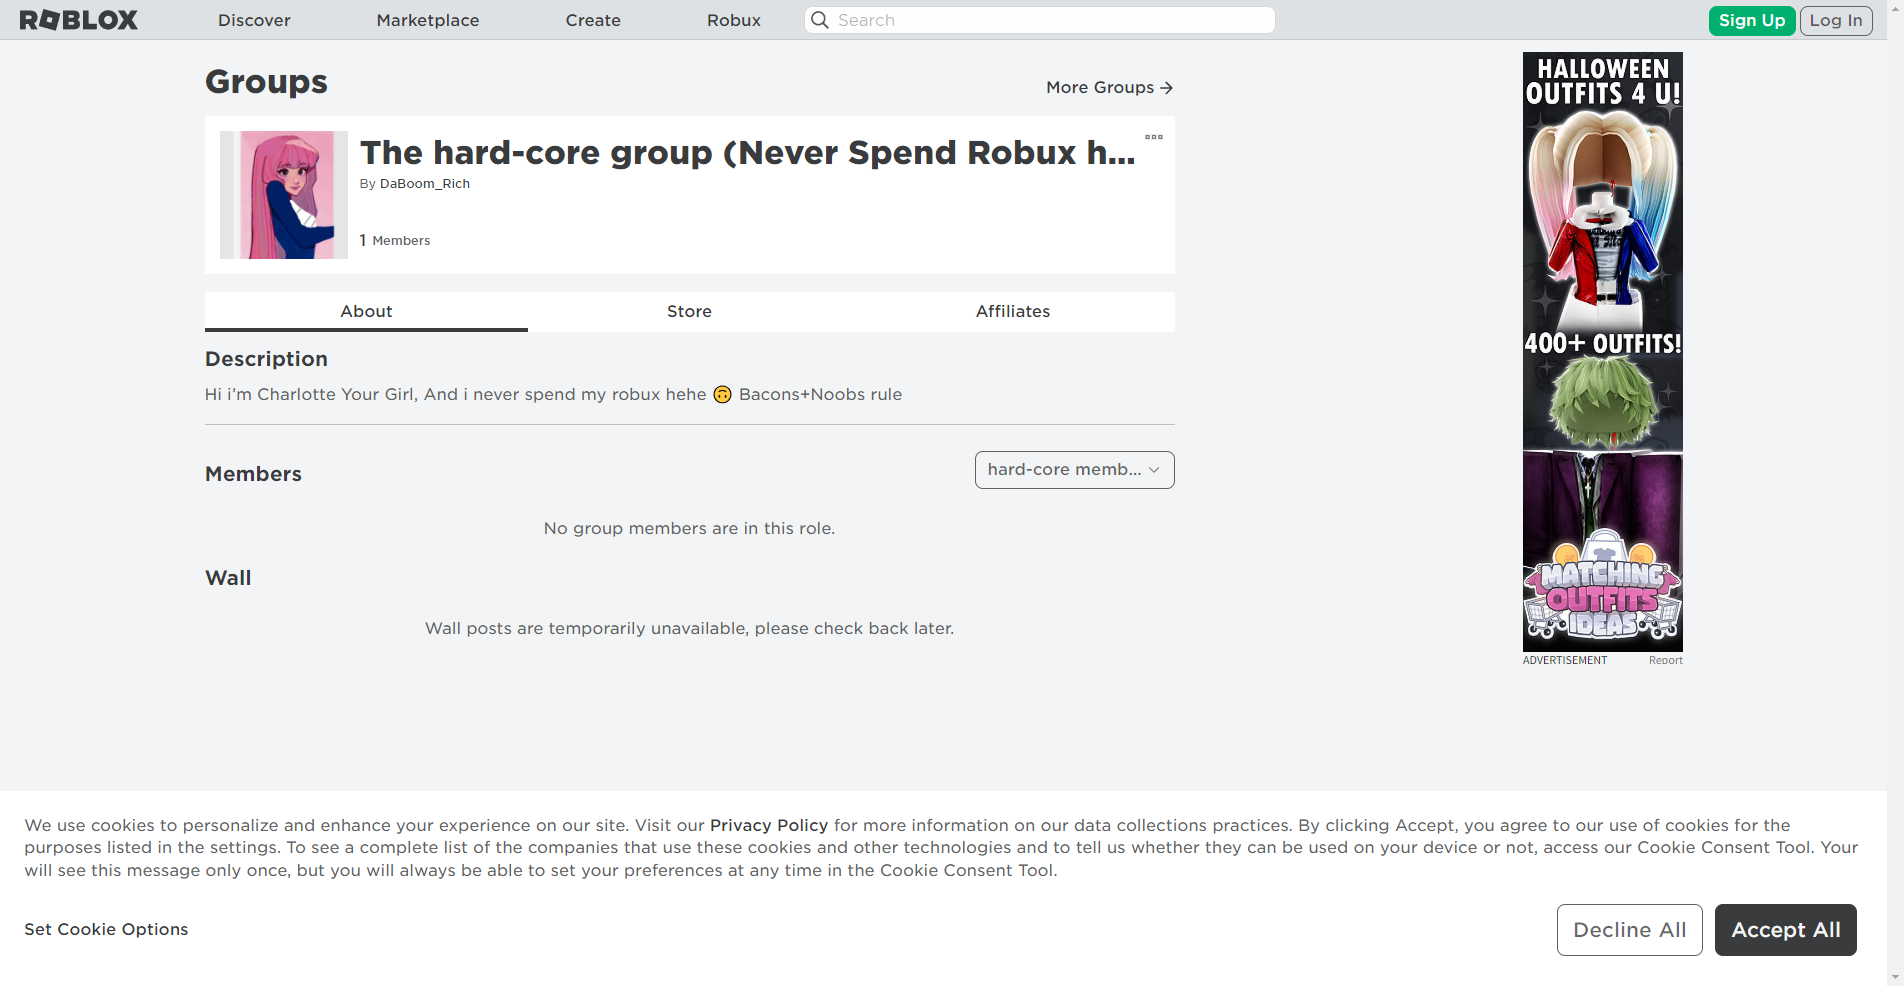 ROBLOX
Discover
Marketplace
Create
Robux
Search
Sign Up
Log In
Groups
More Groups
The hard-core group (Never Spend Robux h...
By DaBoom_Rich
1 Members
About
Store
Affiliates
Description
Hi i’m Charlotte Your Girl, And i never spend my robux hehe 🙃 Bacons+Noobs rule
Members
hard-core memb...
No group members are in this role.
Wall
Wall posts are temporarily unavailable, please check back later.
HALLOWEEN
OUTFITS 4 U!
400+ OUTFITS!
MATCHING
OUTFITS
IDEAS
ADVERTISEMENT
Report
We use cookies to personalize and enhance your experience on our site. Visit our Privacy Policy for more information on our data collections practices. By clicking Accept, you agree to our use of cookies for the
purposes listed in the settings. To see a complete list of the companies that use these cookies and other technologies and to tell us whether they can be used on your device or not, access our Cookie Consent Tool. Your
will see this message only once, but you will always be able to set your preferences at any time in the Cookie Consent Tool.
Set Cookie Options
Decline All
Accept All